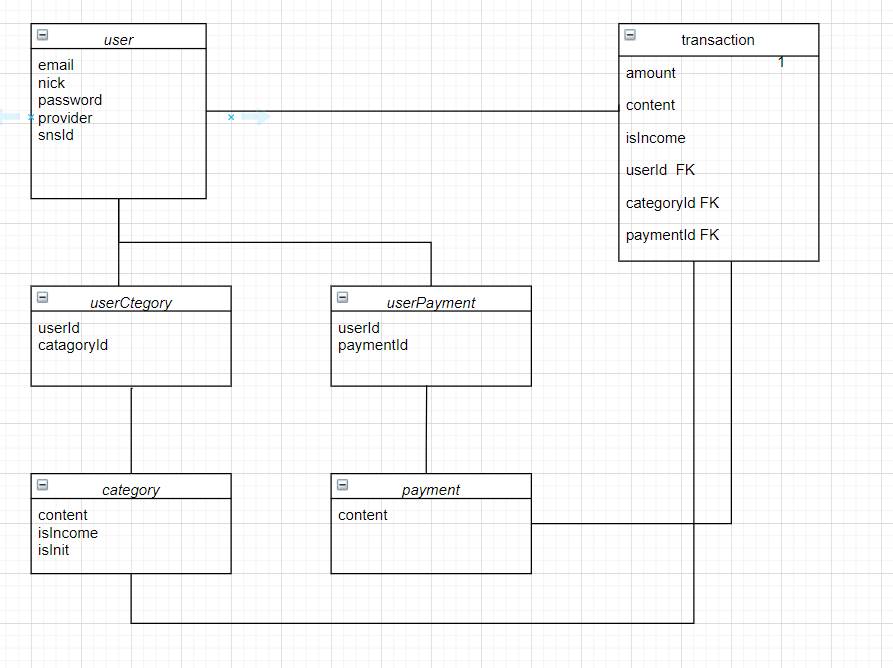 user
email
nick
password
provider
snsId
transaction
1
amount
content
isIncome
userId FK
categoryId FK
paymentId FK
userCtegory
userId
catagoryId
userPayment
userId
paymentId
category
content
isIncome
isInit
payment
content